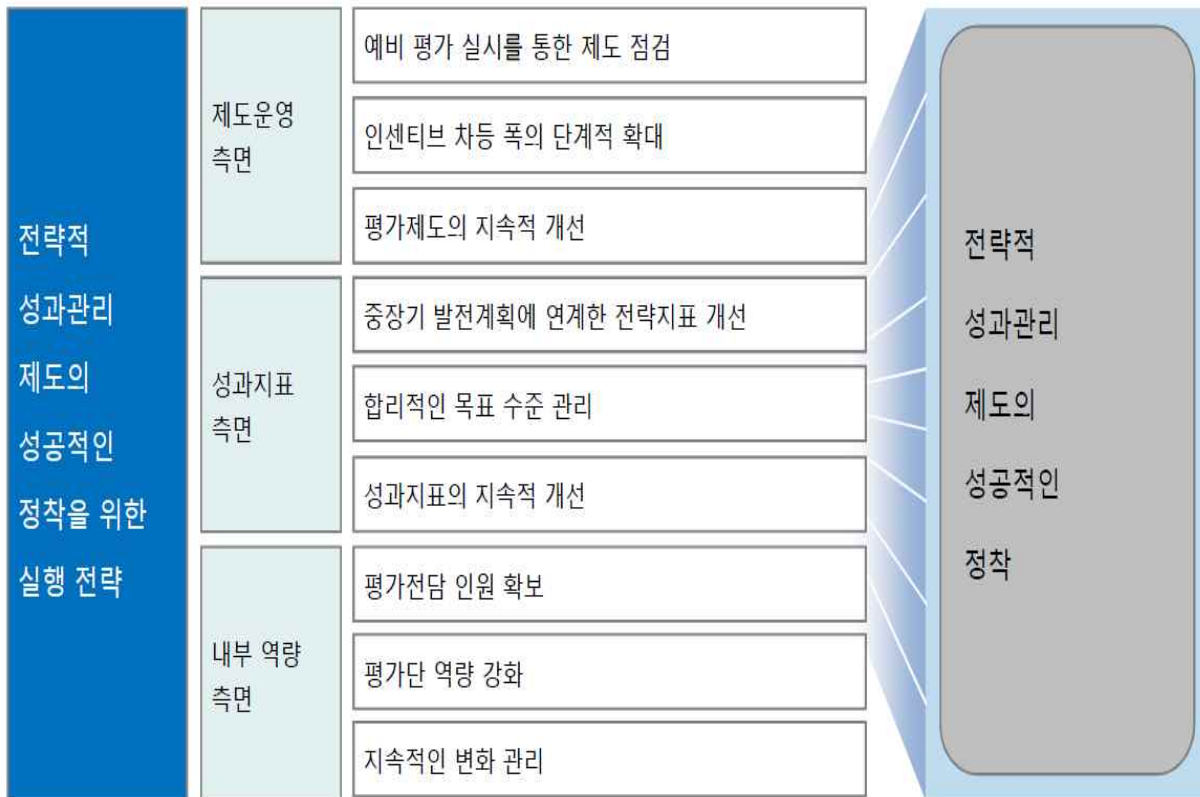 전략적
성과관리
제도의
성공적인
정착을 위한
실행 전략
제도운영
측면
예비 평가 실시를 통한 제도 점검
인센티브 차등 폭의 단계적 확대
평가제도의 지속적 개선
성과지표
측면
중장기 발전계획에 연계한 전략지표 개선
합리적인 목표 수준 관리
성과지표의 지속적 개선
내부 역량
측면
평가전담 인원 확보
평가단 역량 강화
지속적인 변화 관리
전략적
성과관리
제도의
성공적인
정착